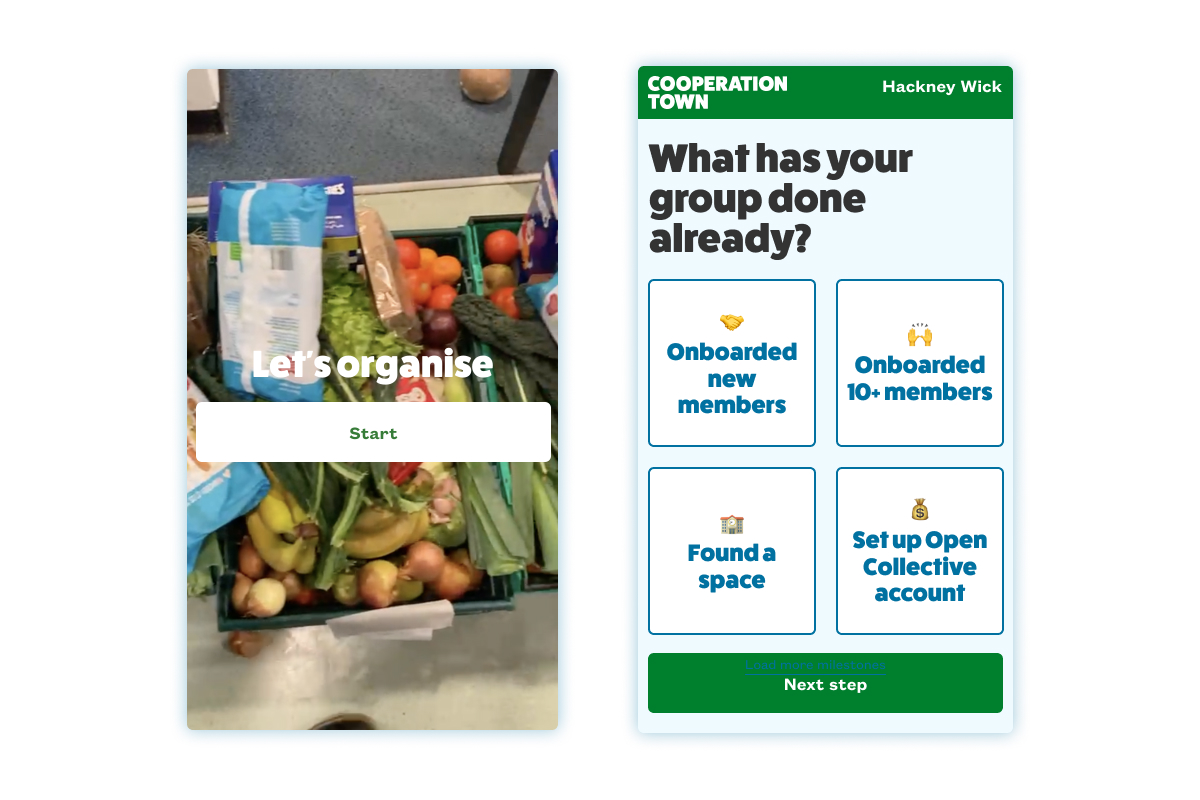 Let's organise
Start
COOPERATION
TOWN
Hackney Wick
What has your
group done
already?
Onboarded
new
members
Onboarded
10+ members
Found a
space
Set up Open
Collective
account
Load more milestones
Next step